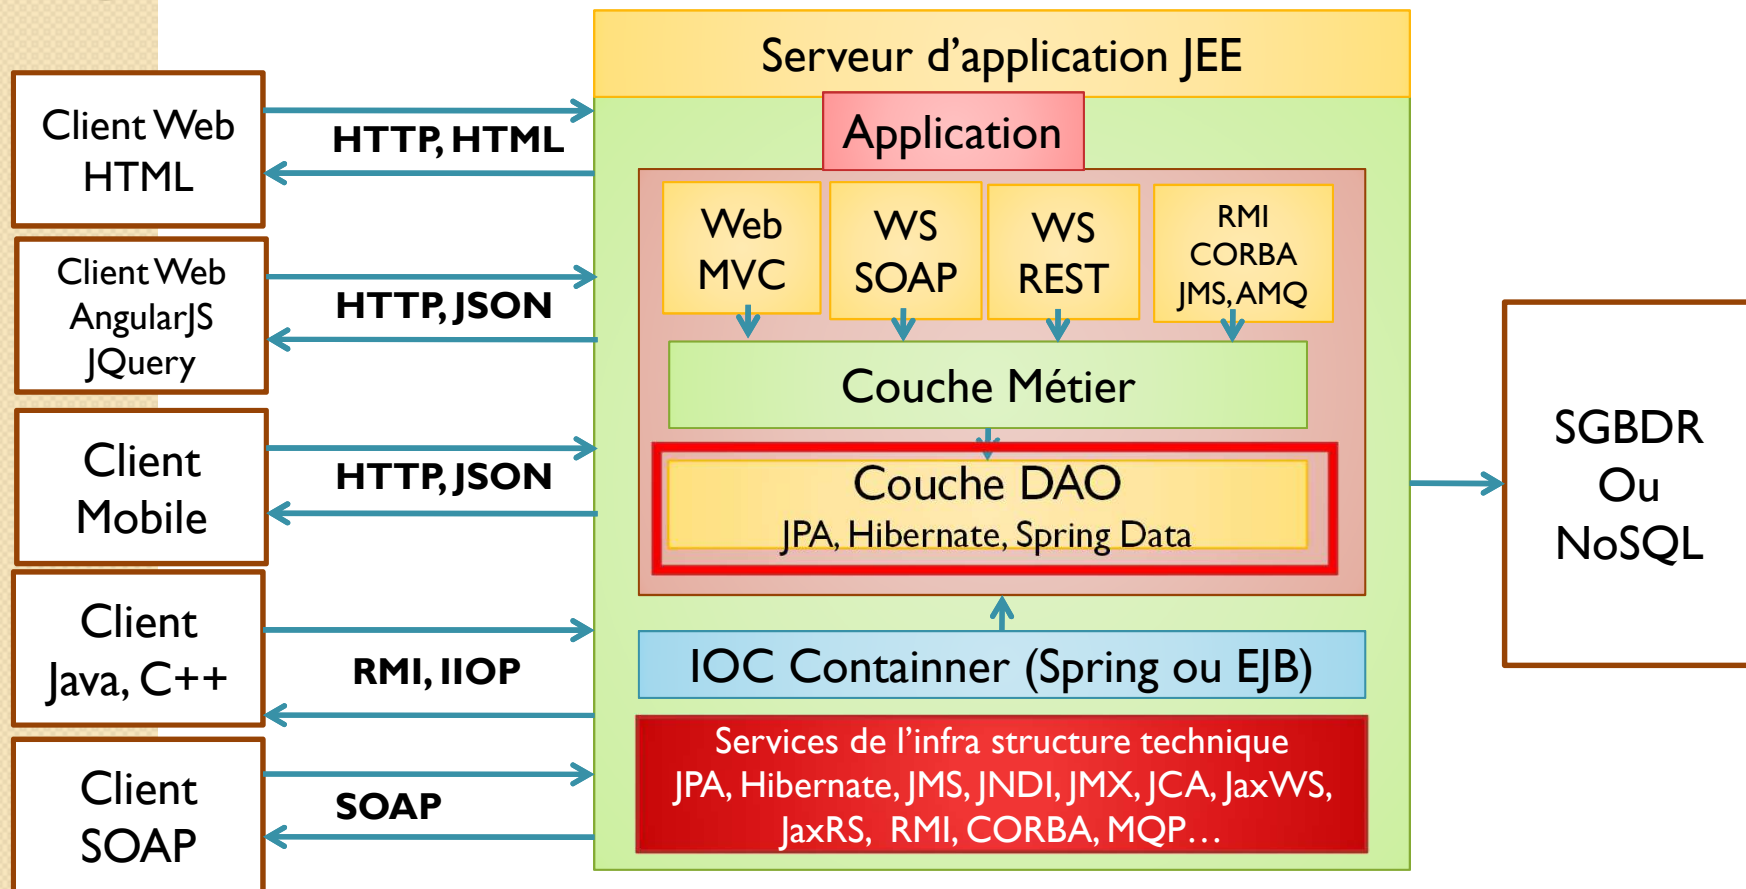 Serveur d'application JEE
Application
Client Web
HTML
HTTP, HTML
Client Web
AngularJS
JQuery
HTTP, JSON
Client
Mobile
HTTP, JSON
Client
Java, C++
RMI, IIOP
Client
SOAP
SOAP
Web
MVC
WS
SOAP
WS
REST
RMI
CORBA
JMS, AMQ
Couche Métier
Couche DAO
JPA, Hibernate, Spring Data
IOC Containner (Spring ou EJB)
Services de l'infra structure technique
JPA, Hibernate, JMS, JNDI, JMX, JCA, JaxWS,
JaxRS, RMI, CORBA, MQP…
SGBDR
Ou
NoSQL